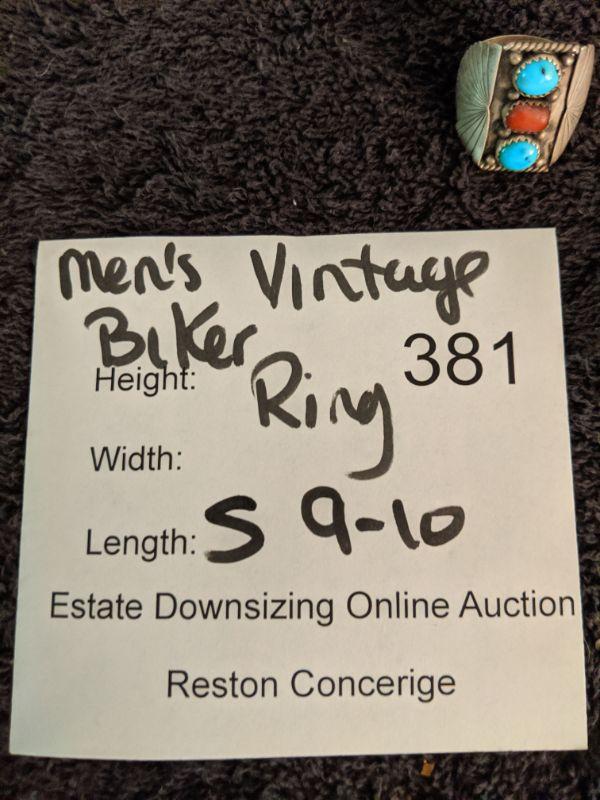 Men's Vintage
Biker
381
Height:
Ring
Width:
Length: S 9-10
Estate Downsizing Online Auction
Reston Concerige